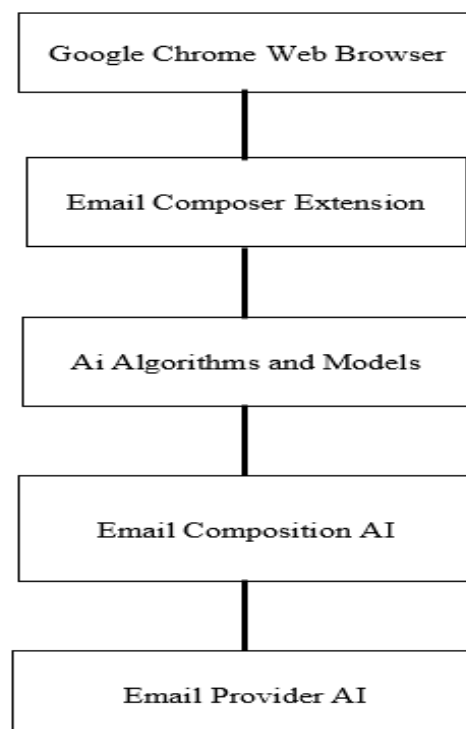 Google Chrome Web Browser
Email Composer Extension
Ai Algorithms and Models
Email Composition AI
Email Provider AI